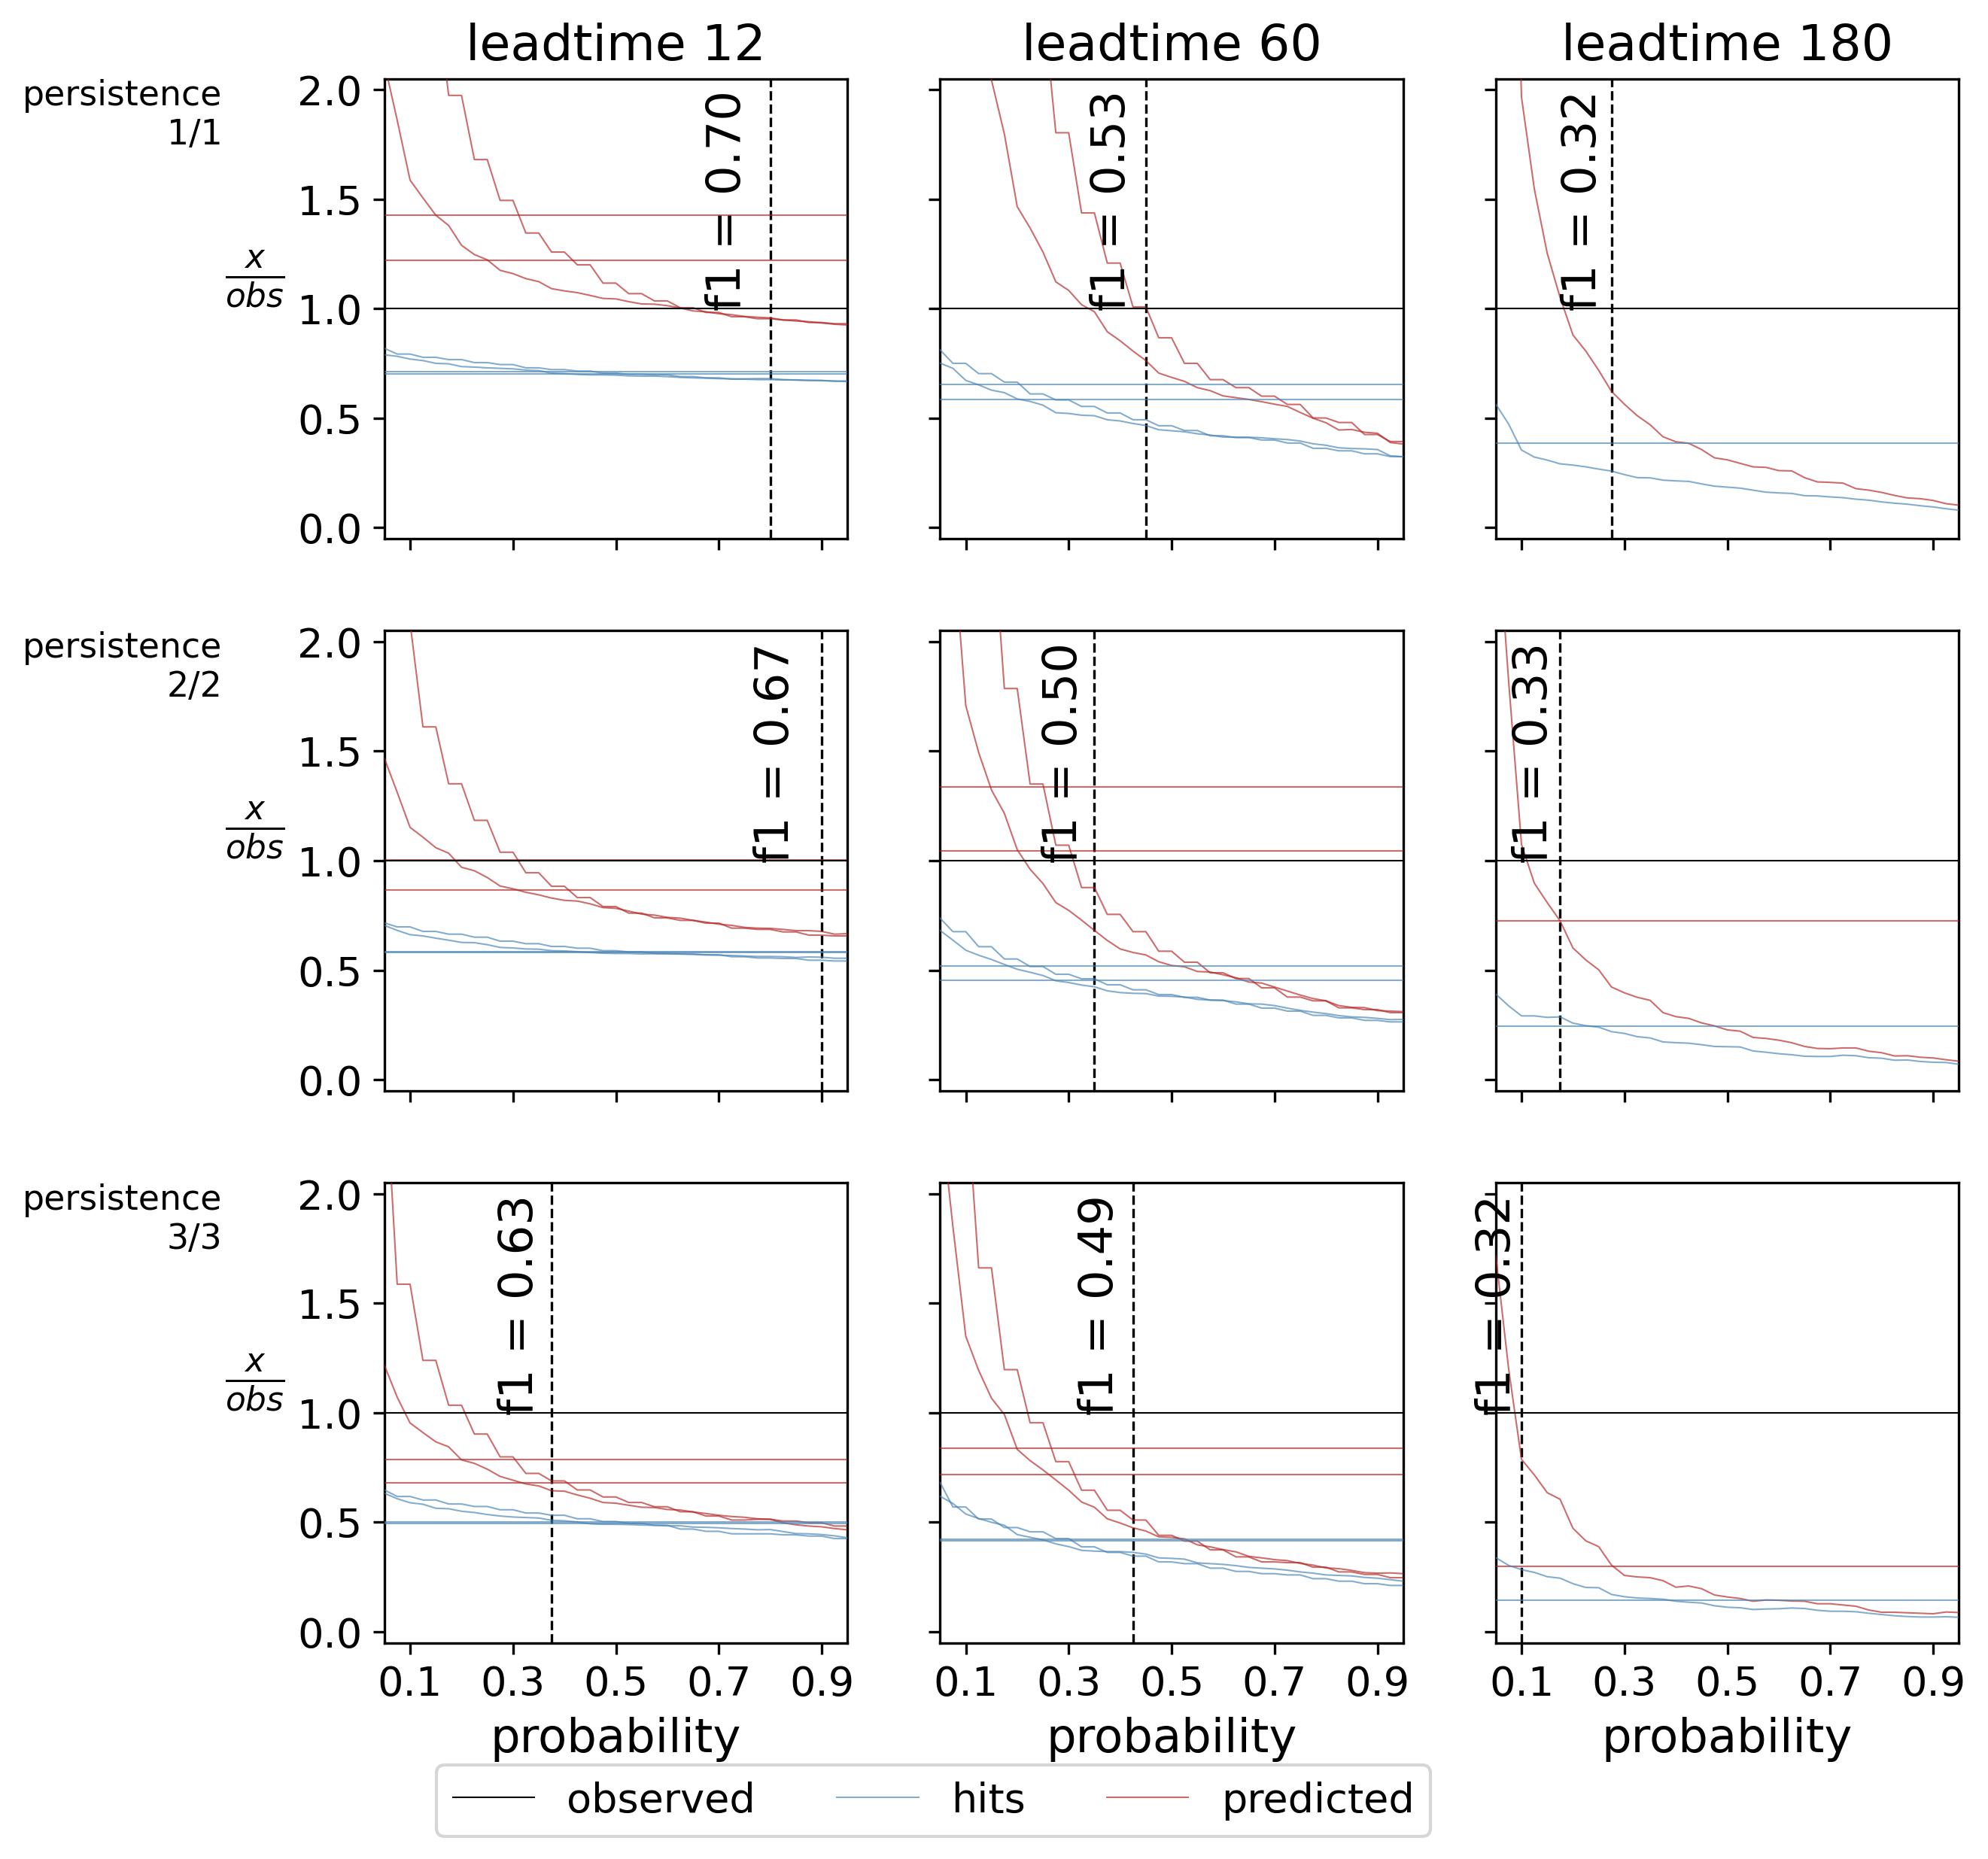 leadtime 12 leadtime 60 leadtime 180
persistence
1/1
2.0
1.5
1.0
0.5
0.0
x
obs
f1 = 0.70
f1 = 0.53
f1 = 0.32
persistence
2/2
2.0
1.5
1.0
0.5
0.0
x
obs
f1 = 0.67
f1 = 0.50
f1 = 0.33
persistence
3/3
2.0
1.5
1.0
0.5
0.0
x
obs
f1 = 0.63
f1 = 0.49
f1 = 0.32
0.1 0.3 0.5 0.7 0.9 0.1 0.3 0.5 0.7 0.9 0.1 0.3 0.5 0.7 0.9
probability probability probability
observed hits predicted